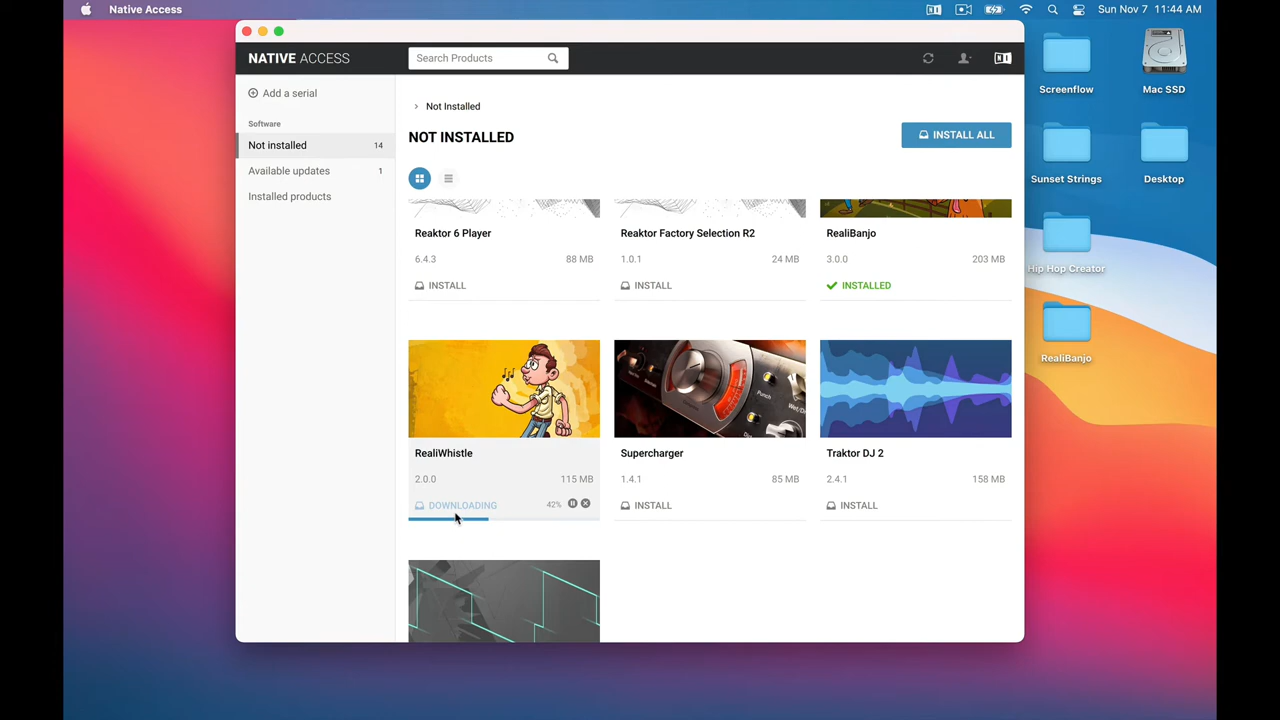 Native Access
Sun Nov 7 11:44 AM
NATIVE ACCESS
Search Products
Add a serial
Software
Not installed 14
Available updates 1
Installed products
Not Installed
NOT INSTALLED
INSTALL ALL
Reaktor 6 Player
6.4.3 88 MB
INSTALL
Reaktor Factory Selection R2
1.0.1 24 MB
INSTALL
RealiBanjo
3.0.0 203 MB
INSTALLED
RealiWhistle
2.0.0 115 MB
DOWNLOADING 42%
Punch
Supercharger
1.4.1 85 MB
INSTALL
Traktor DJ 2
2.4.1 158 MB
INSTALL
Screenflow
Mac SSD
Sunset Strings
Desktop
Hip Hop Creator
RealiBanjo